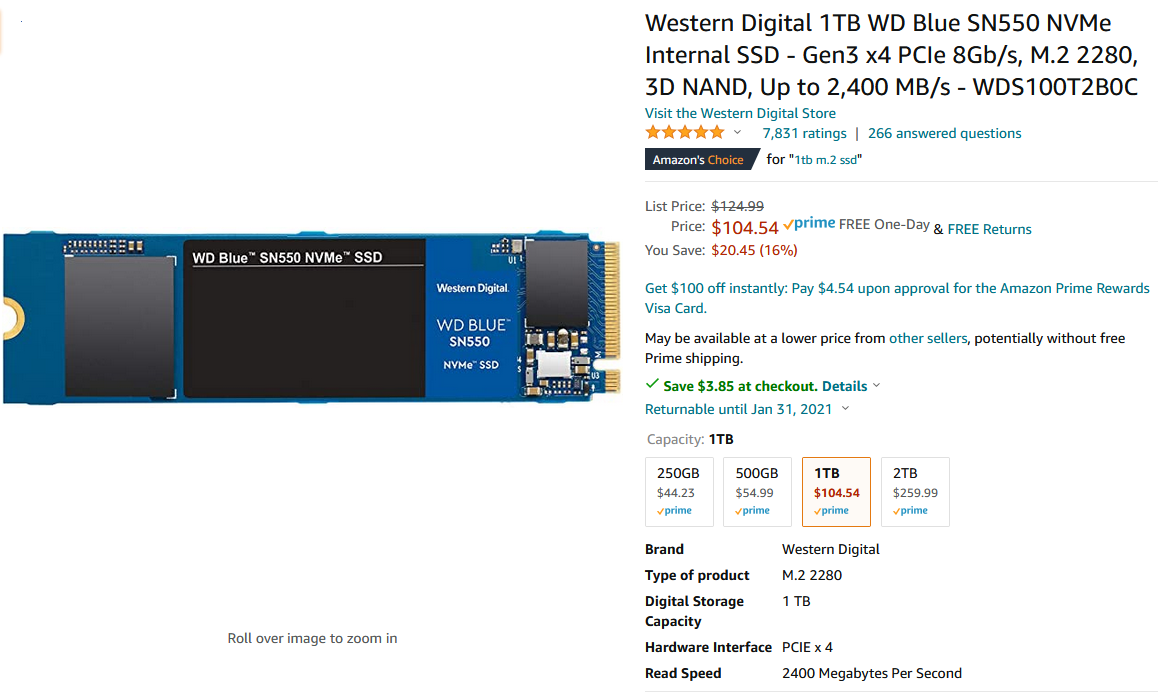 Western Digital 1TB WD Blue SN550 NVMe
Internal SSD - Gen3 x4 PCIe 8Gb/s, M.2 2280,
3D NAND, Up to 2,400 MB/s - WDS100T2B0C
Visit the Western Digital Store
7,831 ratings | 266 answered questions
Amazon's Choice for "1tb m.2 ssd"
List Price: $124.99
Price: $104.54 prime FREE One-Day & FREE Returns
You Save: $20.45 (16%)
Get $100 off instantly: Pay $4.54 upon approval for the Amazon Prime Rewards
Visa Card.
May be available at a lower price from other sellers, potentially without free
Prime shipping.
Save $3.85 at checkout. Details
Returnable until Jan 31, 2021
Capacity: 1TB
250GB 500GB 1TB 2TB
$44.23 $54.99 $104.54 $259.99
prime prime prime prime
Brand Western Digital
Type of product M.2 2280
Digital Storage 1 TB
Capacity
Hardware Interface PCIE x 4
Read Speed 2400 Megabytes Per Second
WD Blue™ SN550 NVMe™ SSD
Western Digital.
WD BLUE™
SN550
NVMe™ SSD
U1
M
U3
Roll over image to zoom in